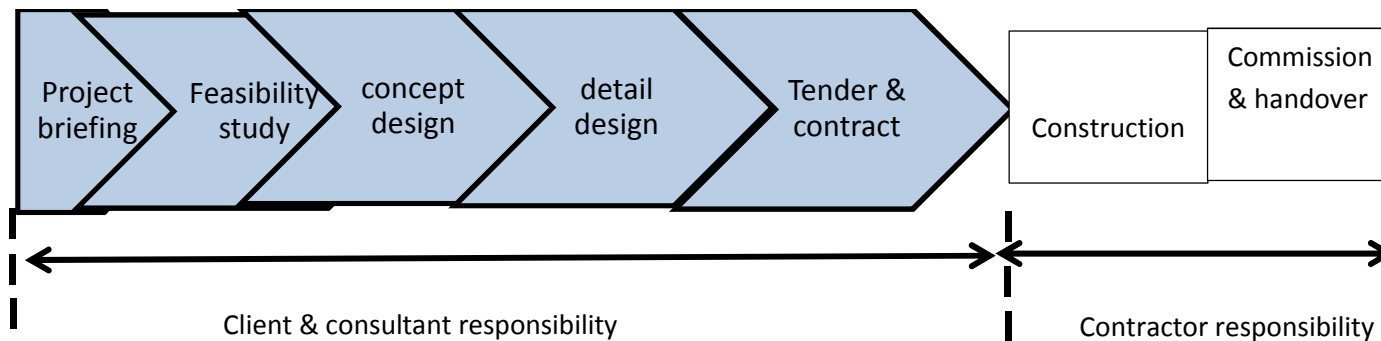 Project
briefing
Feasibility
study
concept
design
detail
design
Tender &
contract
Construction
Commission
& handover
Client & consultant responsibility
Contractor responsibility